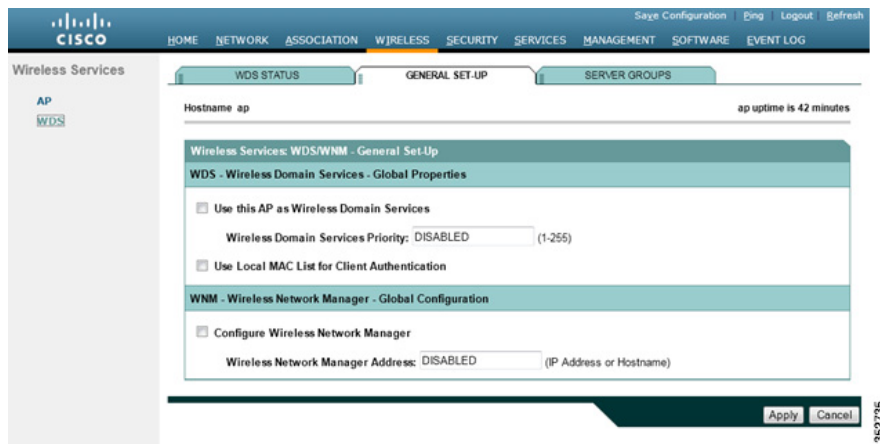 Save Configuration | Ping | Logout | Refresh
CISCO
HOME NETWORK ASSOCIATION WIRELESS SECURITY SERVICES MANAGEMENT SOFTWARE EVENT LOG
Wireless Services
AP
WDS
WDS STATUS GENERAL SET-UP SERVER GROUPS
Hostname ap ap uptime is 42 minutes
Wireless Services: WDS/WNM - General Set-Up
WDS - Wireless Domain Services - Global Properties
Use this AP as Wireless Domain Services
Wireless Domain Services Priority: DISABLED (1-255)
Use Local MAC List for Client Authentication
WNM - Wireless Network Manager - Global Configuration
Configure Wireless Network Manager
Wireless Network Manager Address: DISABLED (IP Address or Hostname)
Apply Cancel